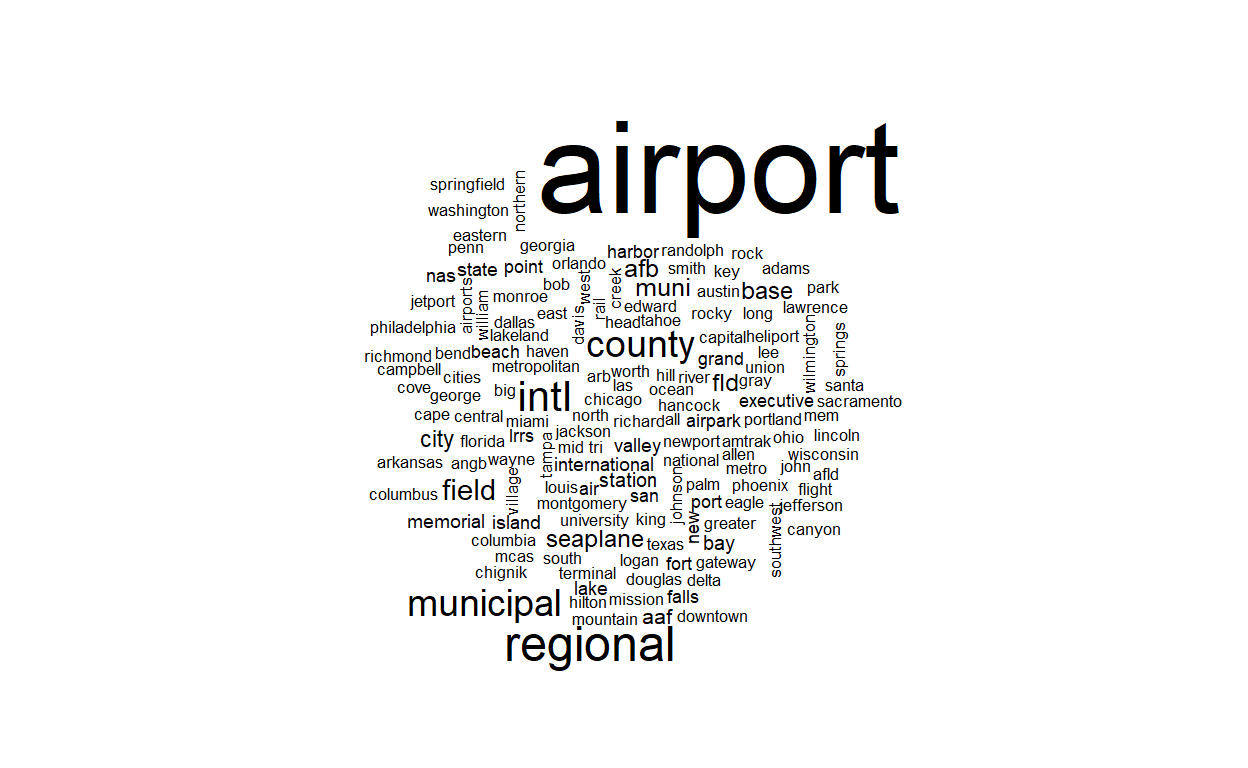 airport
springfield
northern
washington
eastern
penn
georgia
harbor
randolph
rock
nas
state
point
orlando
afb
smith
key
adams
bob
west
creek
muni
austin
base
park
jetport
airports
william
monroe
rail
edward
lawrence
philadelphia
dallas
east
davis
head
tahoe
rocky
long
lakeland
county
capital
heliport
wilmington
springs
richmond
bend
beach
haven
grand
lee
campbell
cities
metropolitan
arb
worth
hill
river
fld
gray
union
santa
cove
george
big
intl
las
ocean
chicago
hancock
executive
sacramento
cape
central
miami
north
richard
all
airpark
portland
mem
city
florida
lrrs
tampa
jackson
mid
tri
valley
newport
amtrak
ohio
lincoln
arkansas
angb
wayne
international
national
allen
metro
john
wisconsin
afld
columbus
field
village
louis
air
station
san
johnson
palm
phoenix
flight
montgomery
port
eagle
jefferson
memorial
island
university
king
new
greater
southwest
canyon
columbia
seaplane
texas
bay
mcas
south
logan
fort
gateway
chignik
terminal
douglas
delta
lake
municipal
hilton
mission
falls
mountain
aaf
downtown
regional